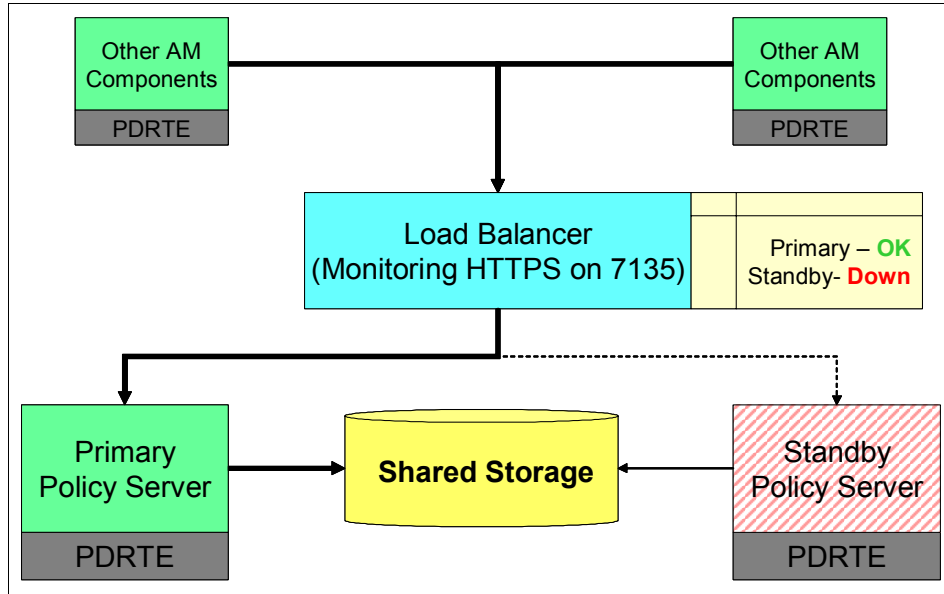 Other AM
Components
PDRTE
Other AM
Components
PDRTE
Load Balancer
(Monitoring HTTPS on 7135)
Primary – OK
Standby- Down
Primary
Policy Server
PDRTE
Shared Storage
Standby
Policy Server
PDRTE